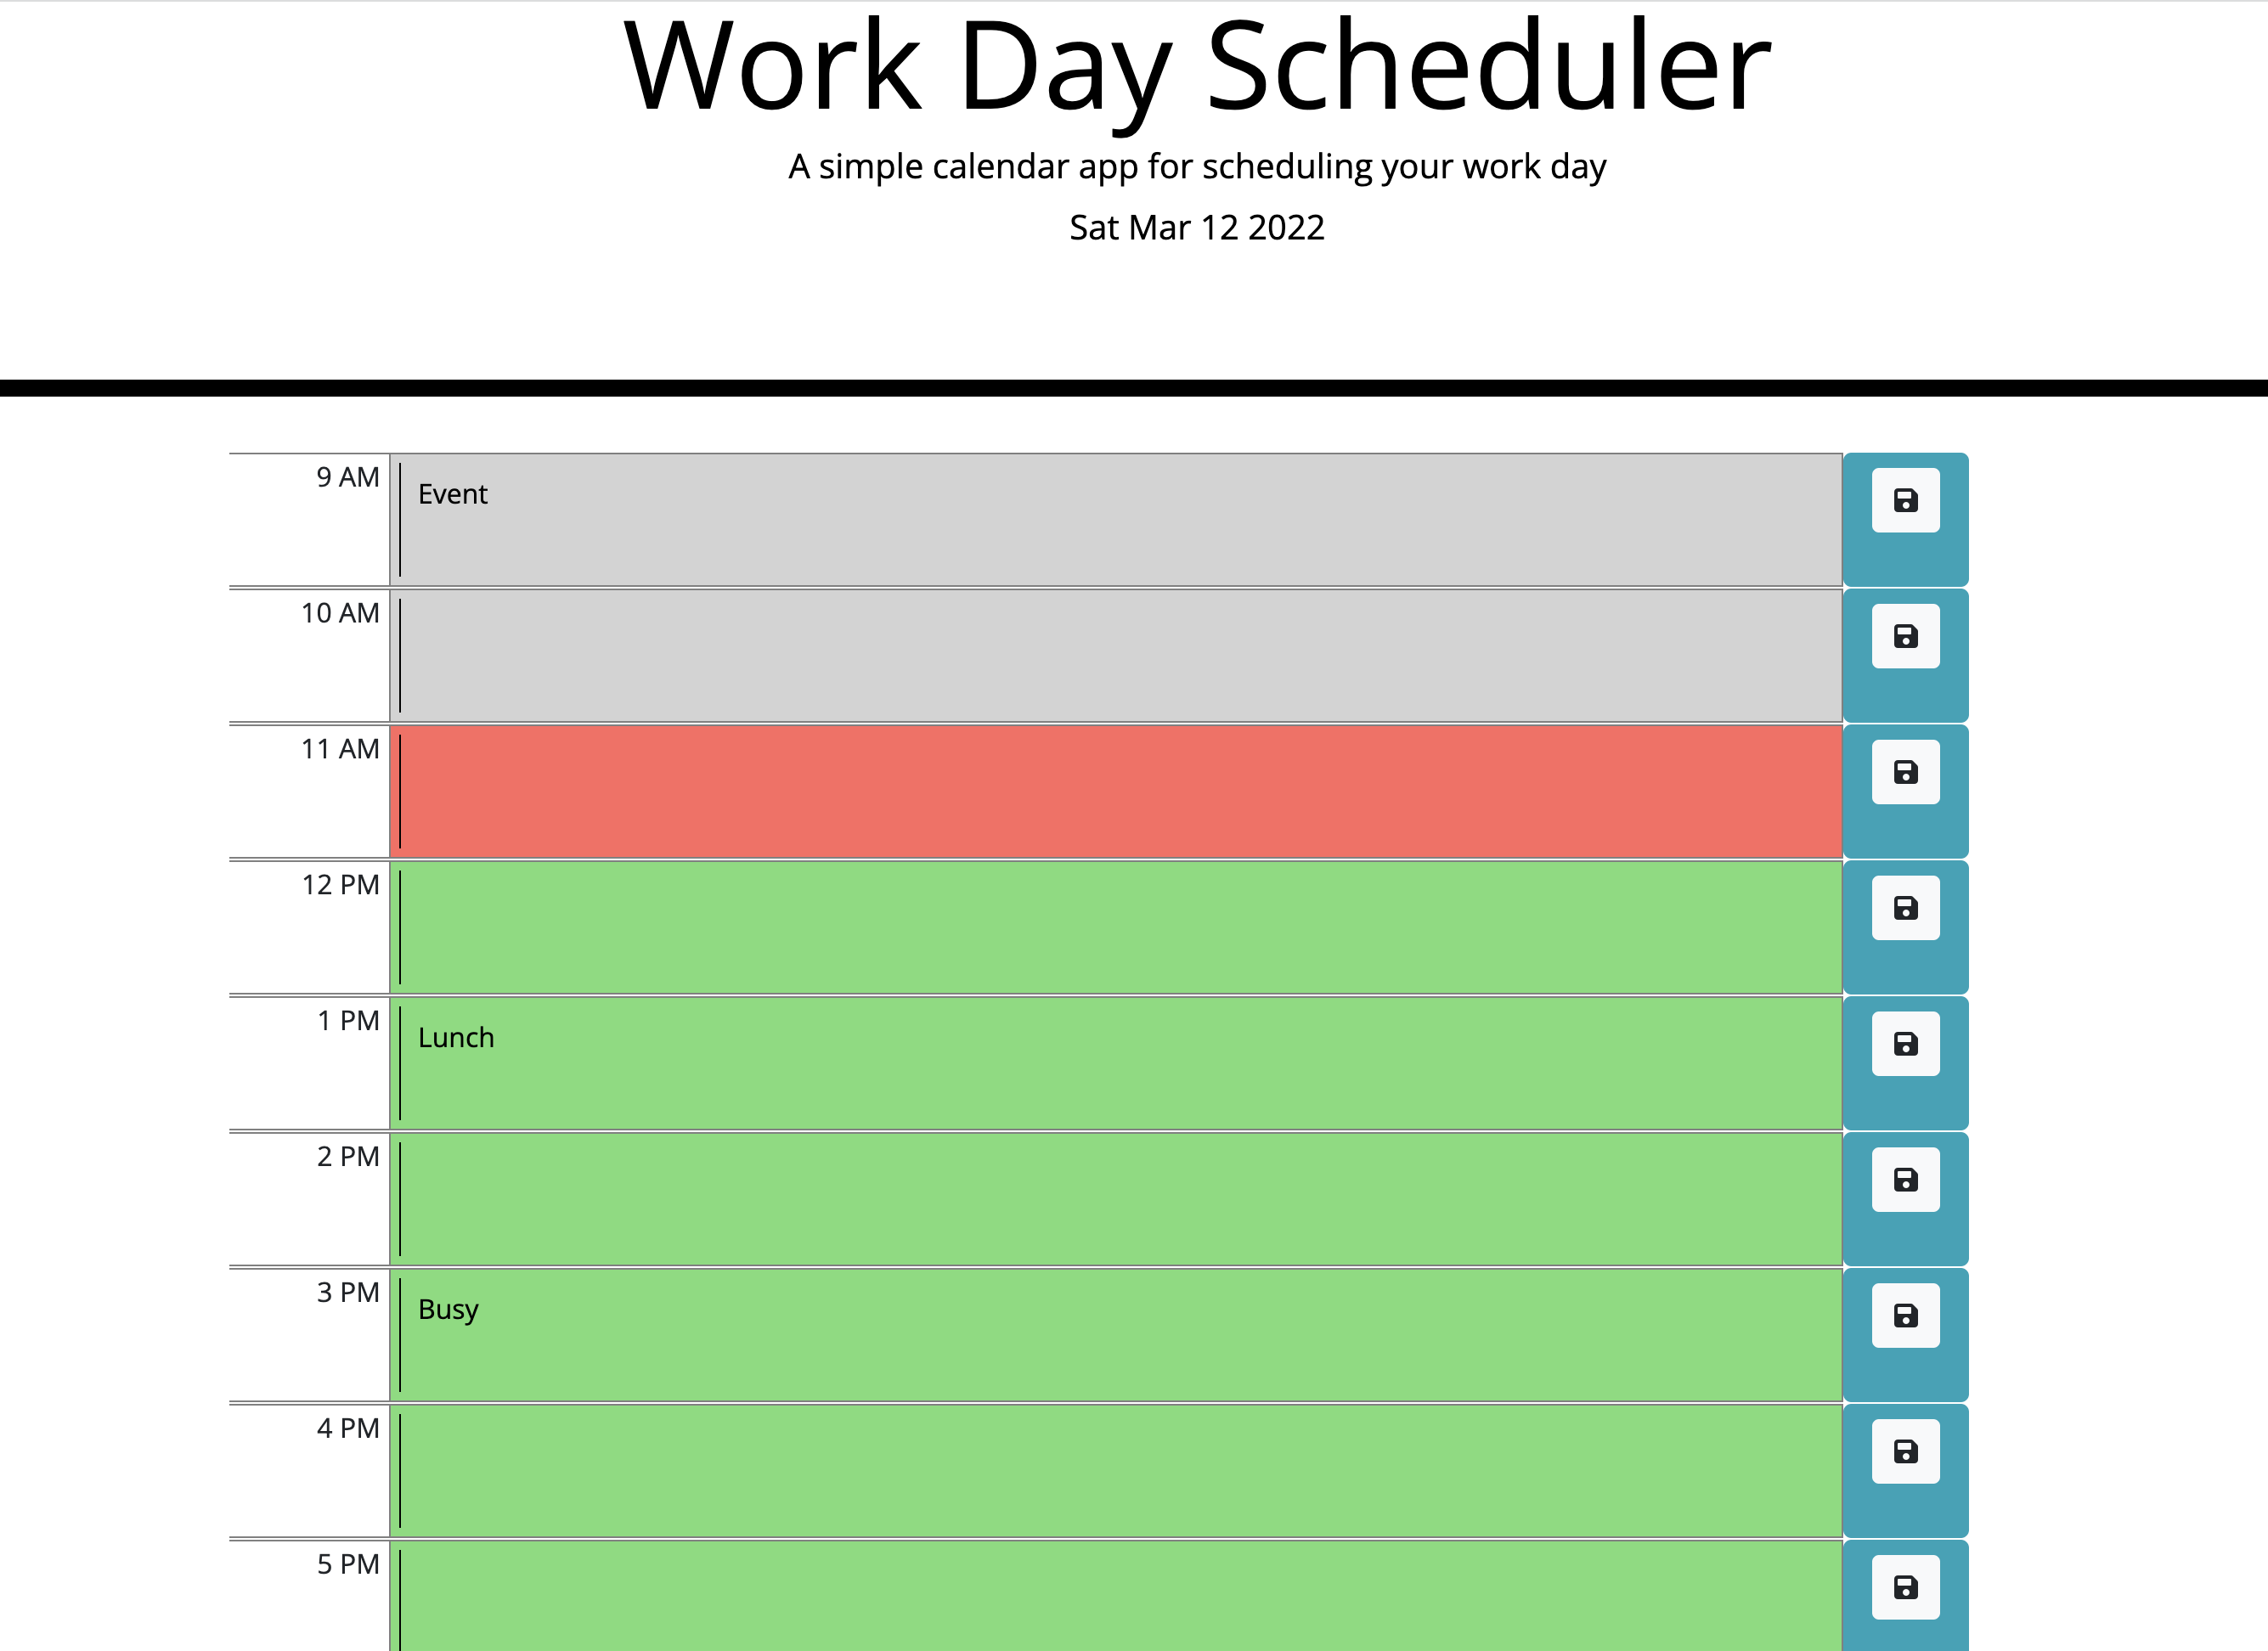 Work Day Scheduler
A simple calendar app for scheduling your work day
Sat Mar 12 2022
9 AM
Event
10 AM
11 AM
12 PM
1 PM
Lunch
2 PM
3 PM
Busy
4 PM
5 PM